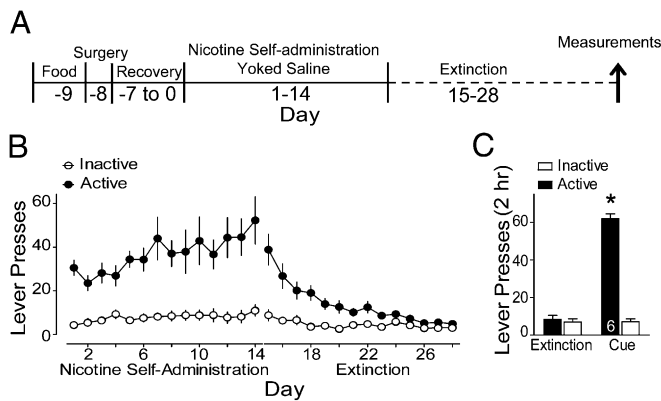 A
Surgery
Nicotine Self-administration
Measurements
Food
Recovery
Yoked Saline
Extinction
-9
-8
-7 to 0
1-14
15-28
Day
B
Inactive
Active
Lever Presses
60
40
20
0
2
6
10
14
18
22
26
Nicotine Self-Administration
Extinction
Day
C
Inactive
Active
Lever Presses (2 hr)
60
40
20
0
*
6
Extinction
Cue